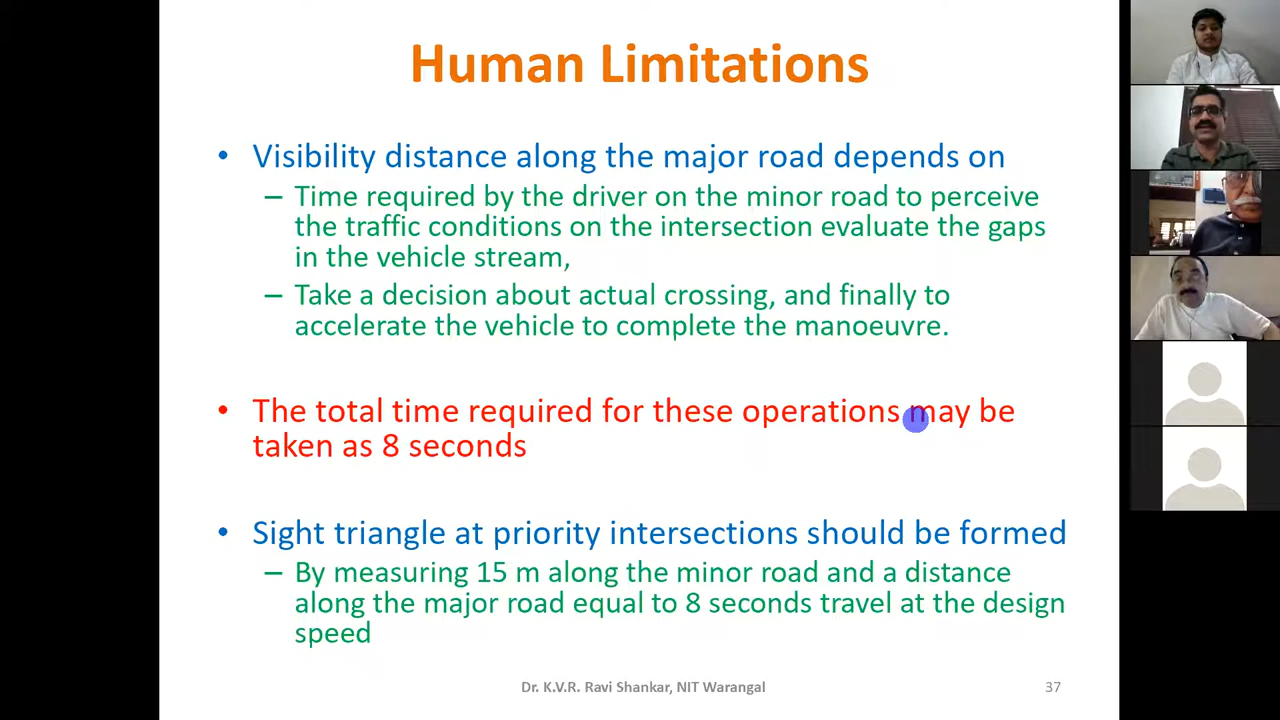 Human Limitations
• Visibility distance along the major road depends on
– Time required by the driver on the minor road to perceive
the traffic conditions on the intersection evaluate the gaps
in the vehicle stream,
– Take a decision about actual crossing, and finally to
accelerate the vehicle to complete the manoeuvre.
• The total time required for these operations may be
taken as 8 seconds
• Sight triangle at priority intersections should be formed
– By measuring 15 m along the minor road and a distance
along the major road equal to 8 seconds travel at the design
speed
Dr. K.V.R. Ravi Shankar, NIT Warangal
37